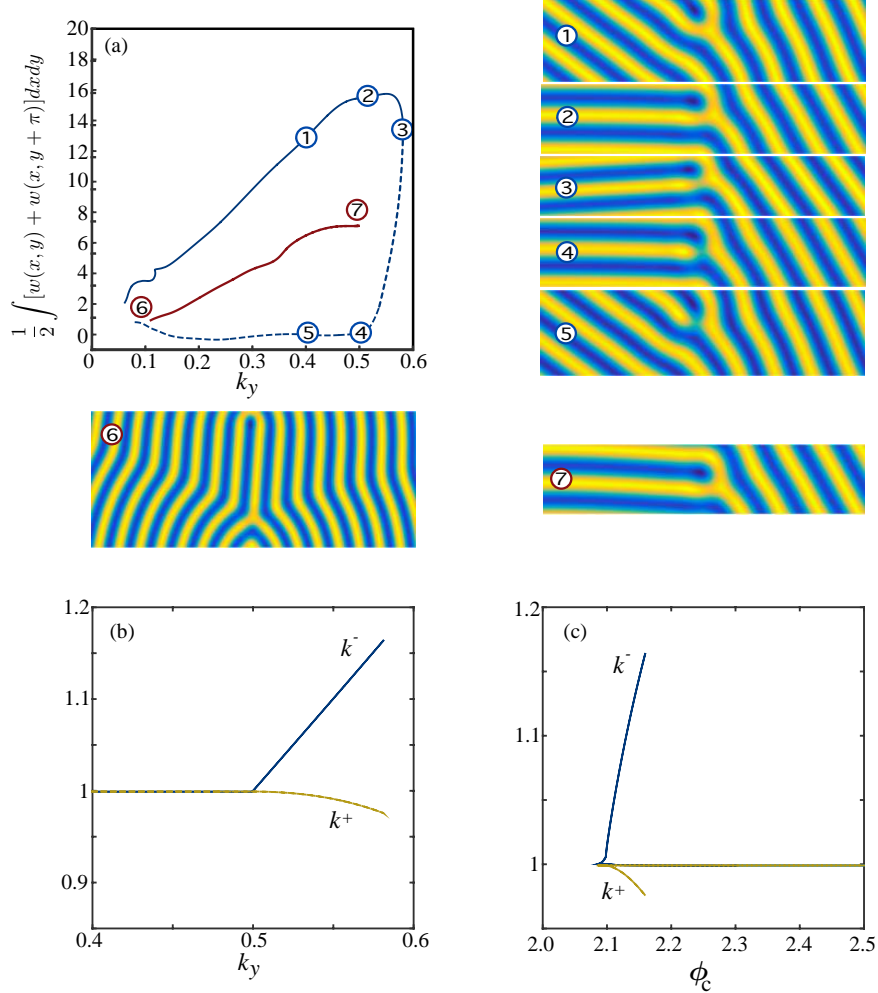 (a)
20
18
16
14
12
10
8
6
4
2
0
1/2 ∫ [w(x, y) + w(x, y + π)]dxdy
0 0.1 0.2 0.3 0.4 0.5 0.6
k_y
1
2
3
4
5
6
7
1
2
3
4
5
6
7
(b)
1.2
1.1
1
0.9
k⁻
k⁺
0.4 0.5 0.6
k_y
(c)
1.2
1.1
1
k⁻
k⁺
2.0 2.1 2.2 2.3 2.4 2.5
ϕ_c